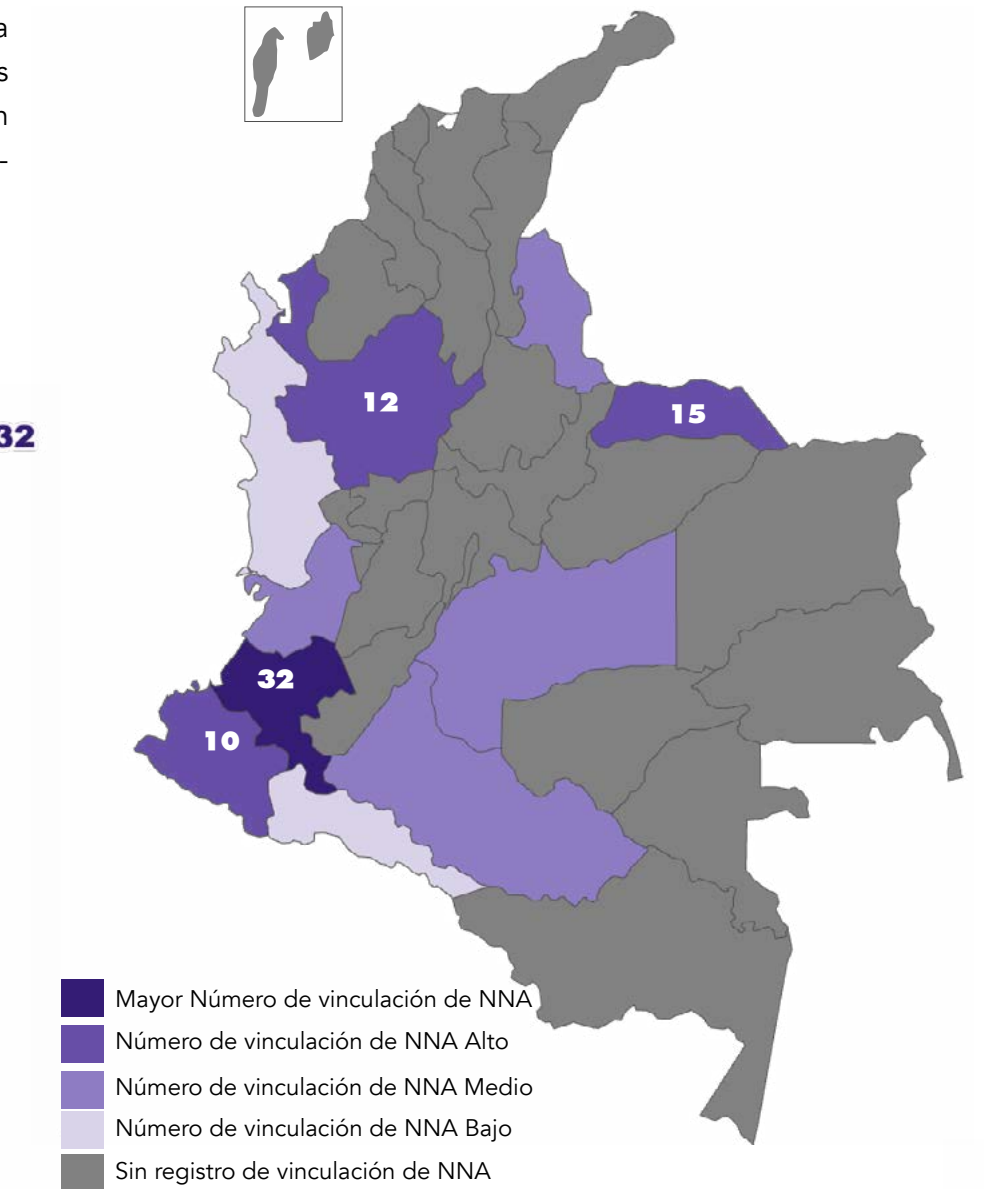 a
s
n
–
32
12
15
32
10
Mayor Número de vinculación de NNA
Número de vinculación de NNA Alto
Número de vinculación de NNA Medio
Número de vinculación de NNA Bajo
Sin registro de vinculación de NNA